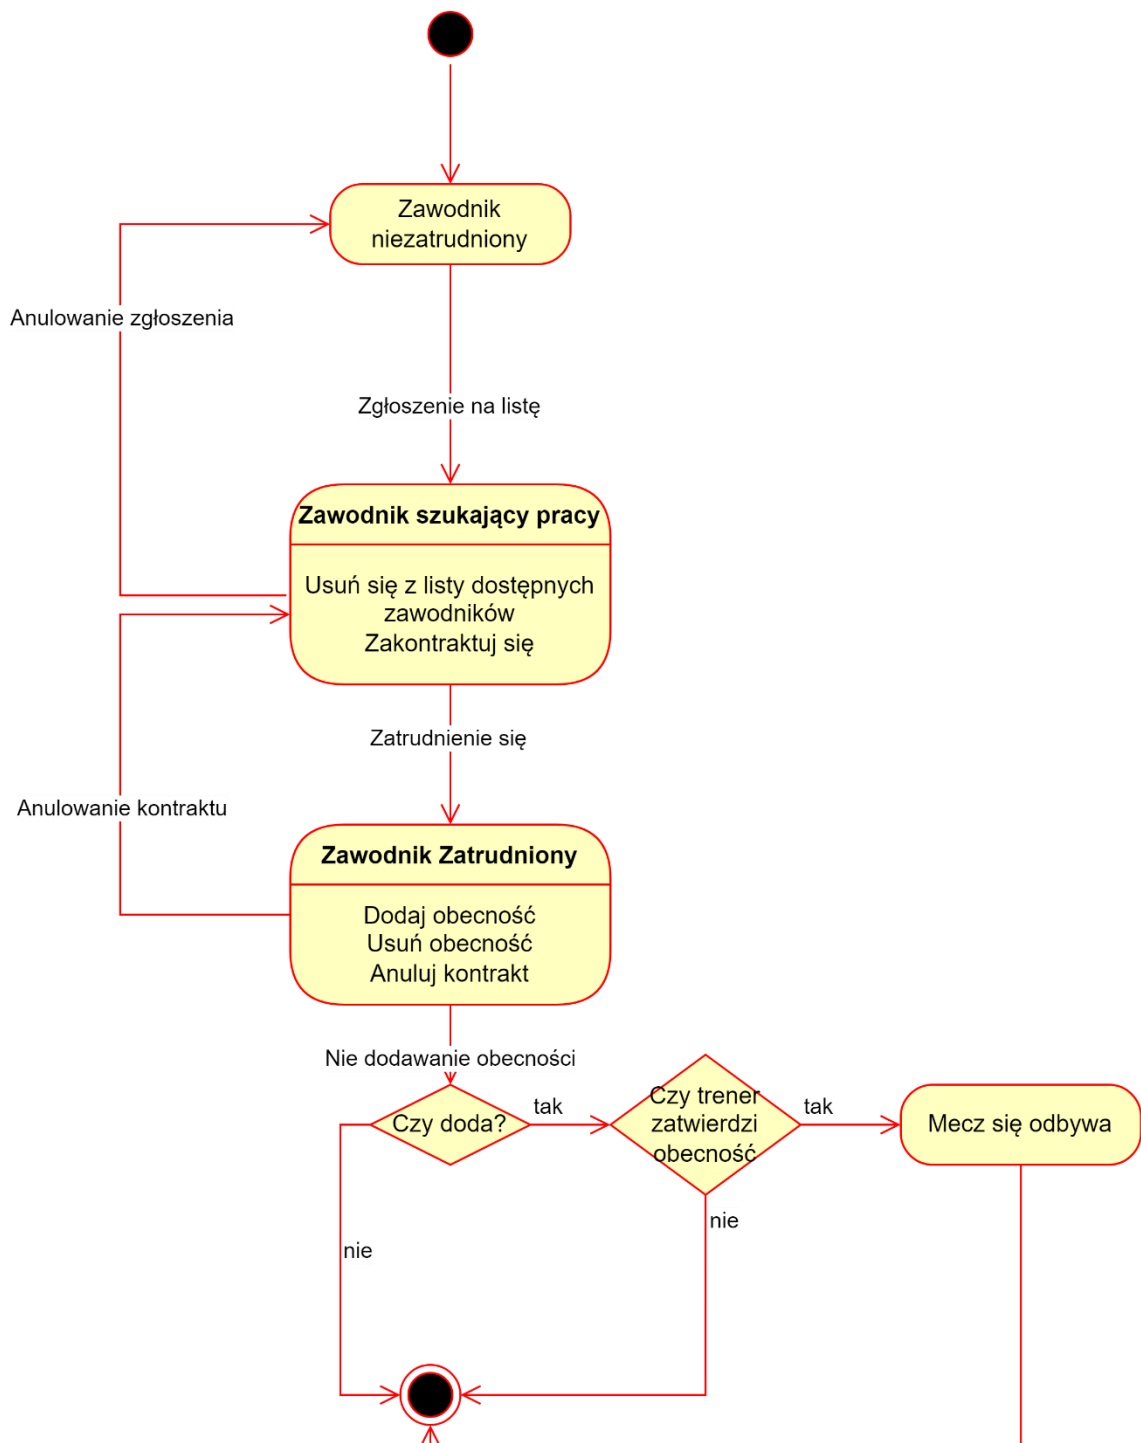 Zawodnik
niezatrudniony
Anulowanie zgłoszenia
Zgłoszenie na listę
Zawodnik szukający pracy
Usuń się z listy dostępnych
zawodników
Zakontraktuj się
Zatrudnienie się
Anulowanie kontraktu
Zawodnik Zatrudniony
Dodaj obecność
Usuń obecność
Anuluj kontrakt
Nie dodawanie obecności
Czy doda?
tak
Czy trener
zatwierdzi
obecność
tak
Mecz się odbywa
nie
nie